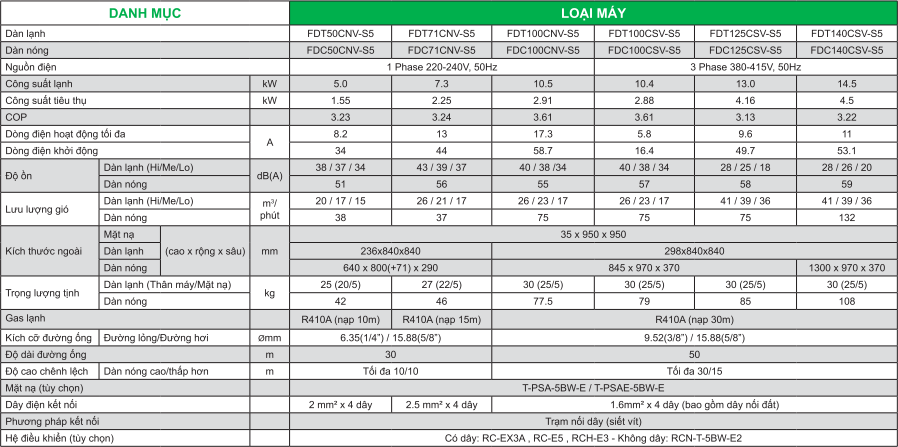 DANH MỤC LOẠI MÁY
Dàn lạnh FDT50CNV-S5 FDT71CNV-S5 FDT100CNV-S5 FDT100CSV-S5 FDT125CSV-S5 FDT140CSV-S5
Dàn nóng FDC50CNV-S5 FDC71CNV-S5 FDC100CNV-S5 FDC100CSV-S5 FDC125CSV-S5 FDC140CSV-S5
Nguồn điện 1 Phase 220-240V, 50Hz 3 Phase 380-415V, 50Hz
Công suất lạnh kW 5.0 7.3 10.5 10.4 13.0 14.5
Công suất tiêu thụ kW 1.55 2.25 2.91 2.88 4.16 4.5
COP 3.23 3.24 3.61 3.61 3.13 3.22
Dòng điện hoạt động tối đa A 8.2 13 17.3 5.8 9.6 11
Dòng điện khởi động 34 44 58.7 16.4 49.7 53.1
Độ ồn Dàn lạnh (Hi/Me/Lo) dB(A) 38 / 37 / 34 43 / 39 / 37 40 / 38 /34 40 / 38 / 34 28 / 25 / 18 28 / 26 / 20
Dàn nóng 51 56 55 57 58 59
Lưu lượng gió Dàn lạnh (Hi/Me/Lo) m³/phút 20 / 17 / 15 26 / 21 / 17 26 / 23 / 17 26 / 23 / 17 41 / 39 / 36 41 / 39 / 36
Dàn nóng 38 37 75 75 75 132
Kích thước ngoài Mặt nạ (cao x rộng x sâu) mm 35 x 950 x 950
Dàn lạnh 236x840x840 298x840x840
Dàn nóng 640 x 800(+71) x 290 845 x 970 x 370 1300 x 970 x 370
Trọng lượng tịnh Dàn lạnh (Thân máy/Mặt nạ) kg 25 (20/5) 27 (22/5) 30 (25/5) 30 (25/5) 30 (25/5) 30 (25/5)
Dàn nóng 42 46 77.5 79 85 108
Gas lạnh R410A (nạp 10m) R410A (nạp 15m) R410A (nạp 30m)
Kích cỡ đường ống Đường lỏng/Đường hơi ømm 6.35(1/4") / 15.88(5/8") 9.52(3/8") / 15.88(5/8")
Độ dài đường ống m 30 50
Độ cao chênh lệch Dàn nóng cao/thấp hơn m Tối đa 10/10 Tối đa 30/15
Mặt nạ (tùy chọn) T-PSA-5BW-E / T-PSAE-5BW-E
Dây điện kết nối 2 mm² x 4 dây 2.5 mm² x 4 dây 1.6mm² x 4 dây (bao gồm dây nối đất)
Phương pháp kết nối Trạm nối dây (siết vít)
Hệ điều khiển (tùy chọn) Có dây: RC-EX3A , RC-E5 , RCH-E3 - Không dây: RCN-T-5BW-E2